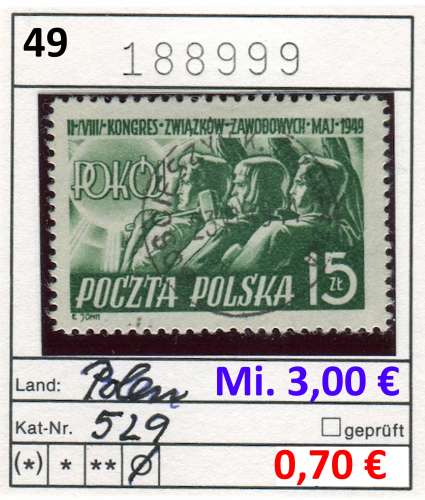 49
188999
II-/VIII/-KONGRES·ZWIĄZKÓW·ZAWODOWYCH·MAJ·1949
POKÓJ
POCZTA POLSKA 15 ZŁ
E. JOHN
Land: Polen Mi. 3,00 €
Kat-Nr. 529 geprüft
(*) * ** 0,70 €